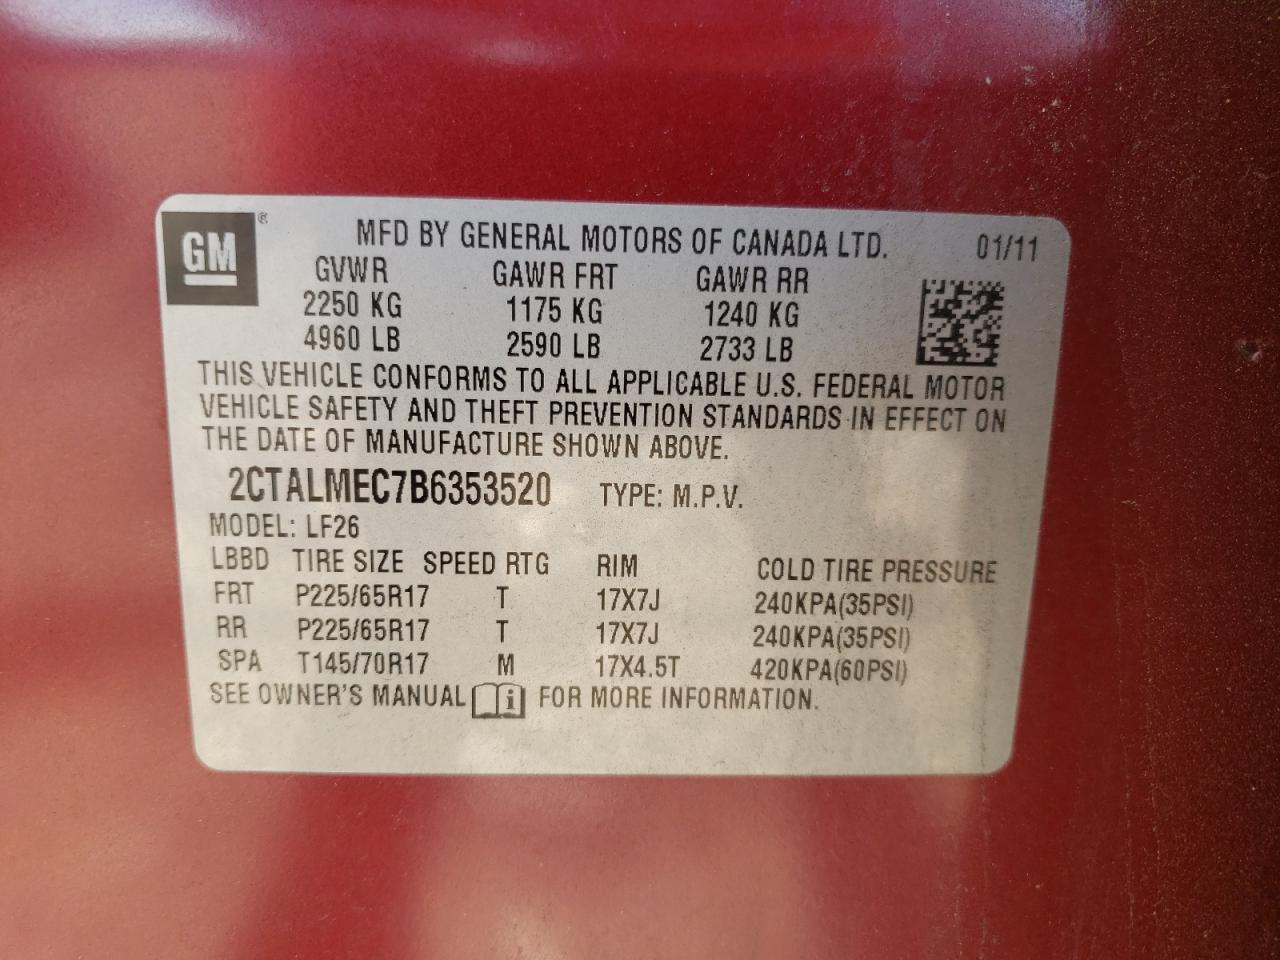 GM ® MFD BY GENERAL MOTORS OF CANADA LTD. 01/11
GVWR GAWR FRT GAWR RR
2250 KG 1175 KG 1240 KG
4960 LB 2590 LB 2733 LB
THIS VEHICLE CONFORMS TO ALL APPLICABLE U.S. FEDERAL MOTOR
VEHICLE SAFETY AND THEFT PREVENTION STANDARDS IN EFFECT ON
THE DATE OF MANUFACTURE SHOWN ABOVE.
2CTALMEC7B6353520 TYPE: M.P.V.
MODEL: LF26
LBBD TIRE SIZE SPEED RTG RIM COLD TIRE PRESSURE
FRT P225/65R17 T 17X7J 240KPA(35PSI)
RR P225/65R17 T 17X7J 240KPA(35PSI)
SPA T145/70R17 M 17X4.5T 420KPA(60PSI)
SEE OWNER'S MANUAL i FOR MORE INFORMATION.